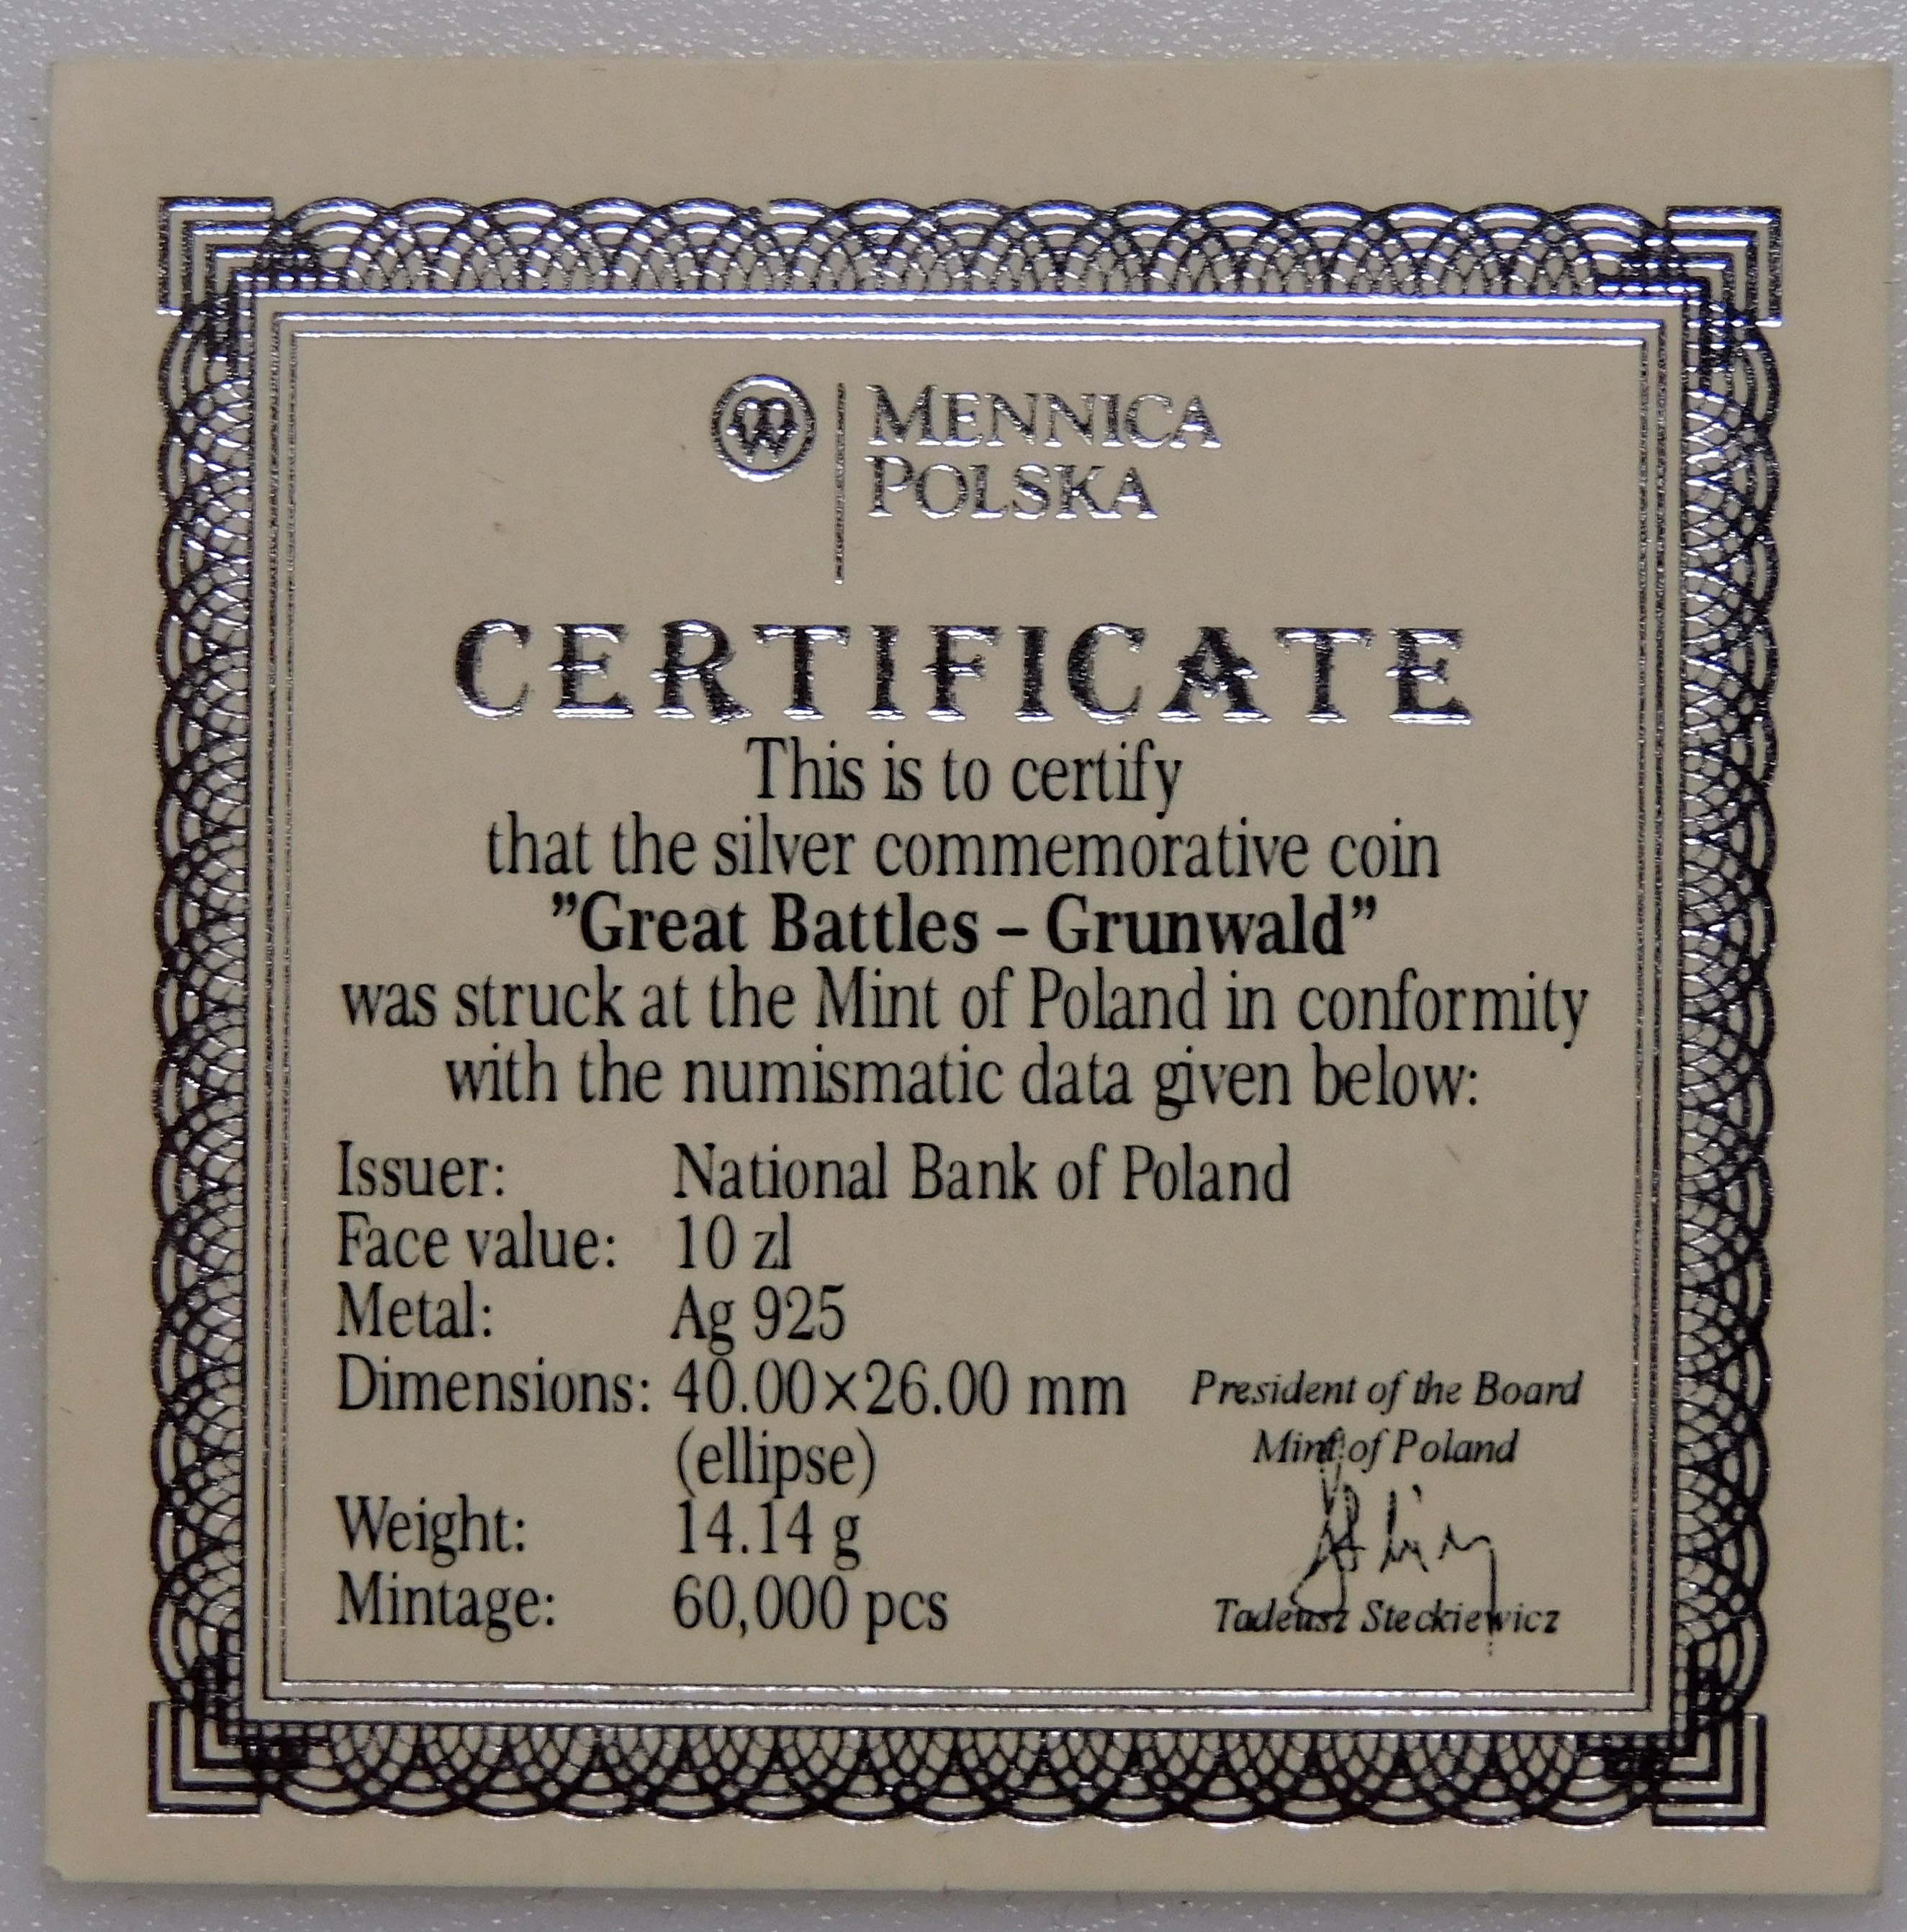 MENNICA
POLSKA
CERTIFICATE
This is to certify
that the silver commemorative coin
”Great Battles – Grunwald”
was struck at the Mint of Poland in conformity
with the numismatic data given below:
Issuer: National Bank of Poland
Face value: 10 zl
Metal: Ag 925
Dimensions: 40.00×26.00 mm
(ellipse)
Weight: 14.14 g
Mintage: 60,000 pcs
President of the Board
Mint of Poland
Tadeusz Steckiewicz